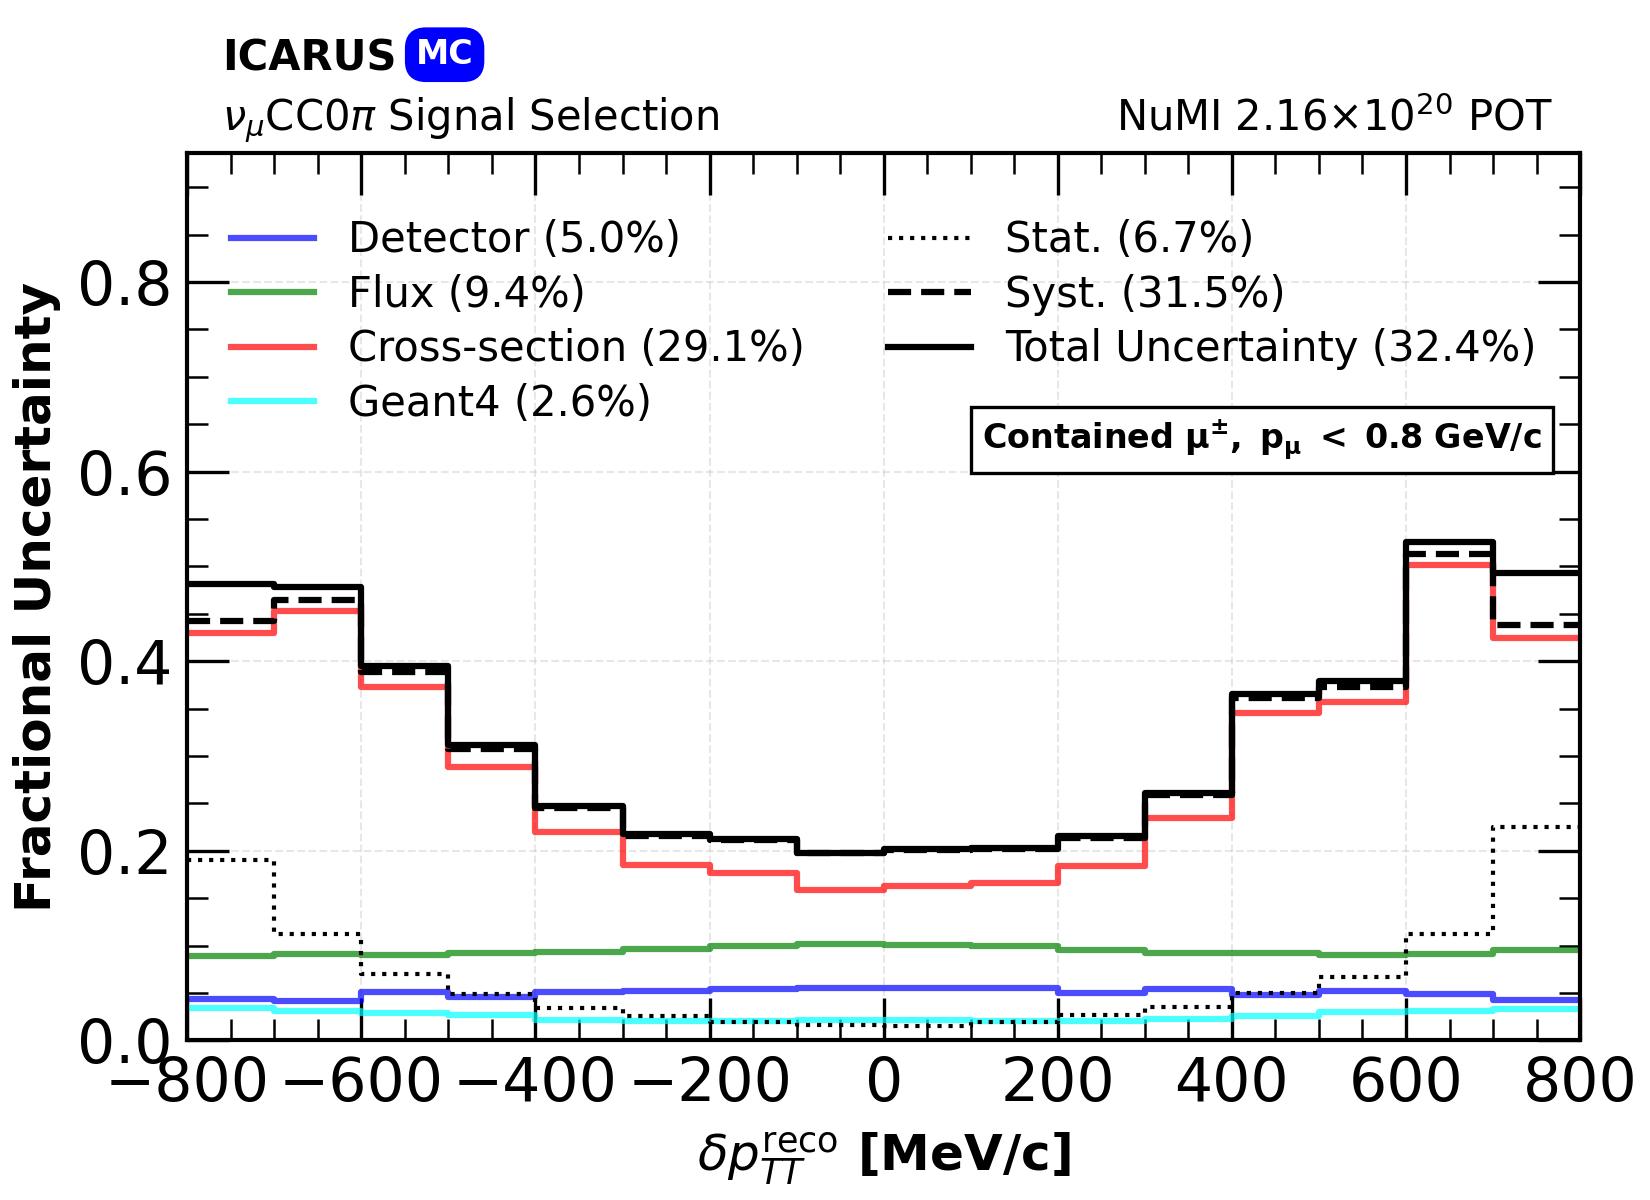 ICARUS MC
νμCC0π Signal Selection
NuMI 2.16×10²⁰ POT
Detector (5.0%)
Flux (9.4%)
Cross-section (29.1%)
Geant4 (2.6%)
Stat. (6.7%)
Syst. (31.5%)
Total Uncertainty (32.4%)
Contained μ±, pμ < 0.8 GeV/c
Fractional Uncertainty
0.8
0.6
0.4
0.2
0.0
−800 −600 −400 −200 0 200 400 600 800
δp_TT^reco [MeV/c]